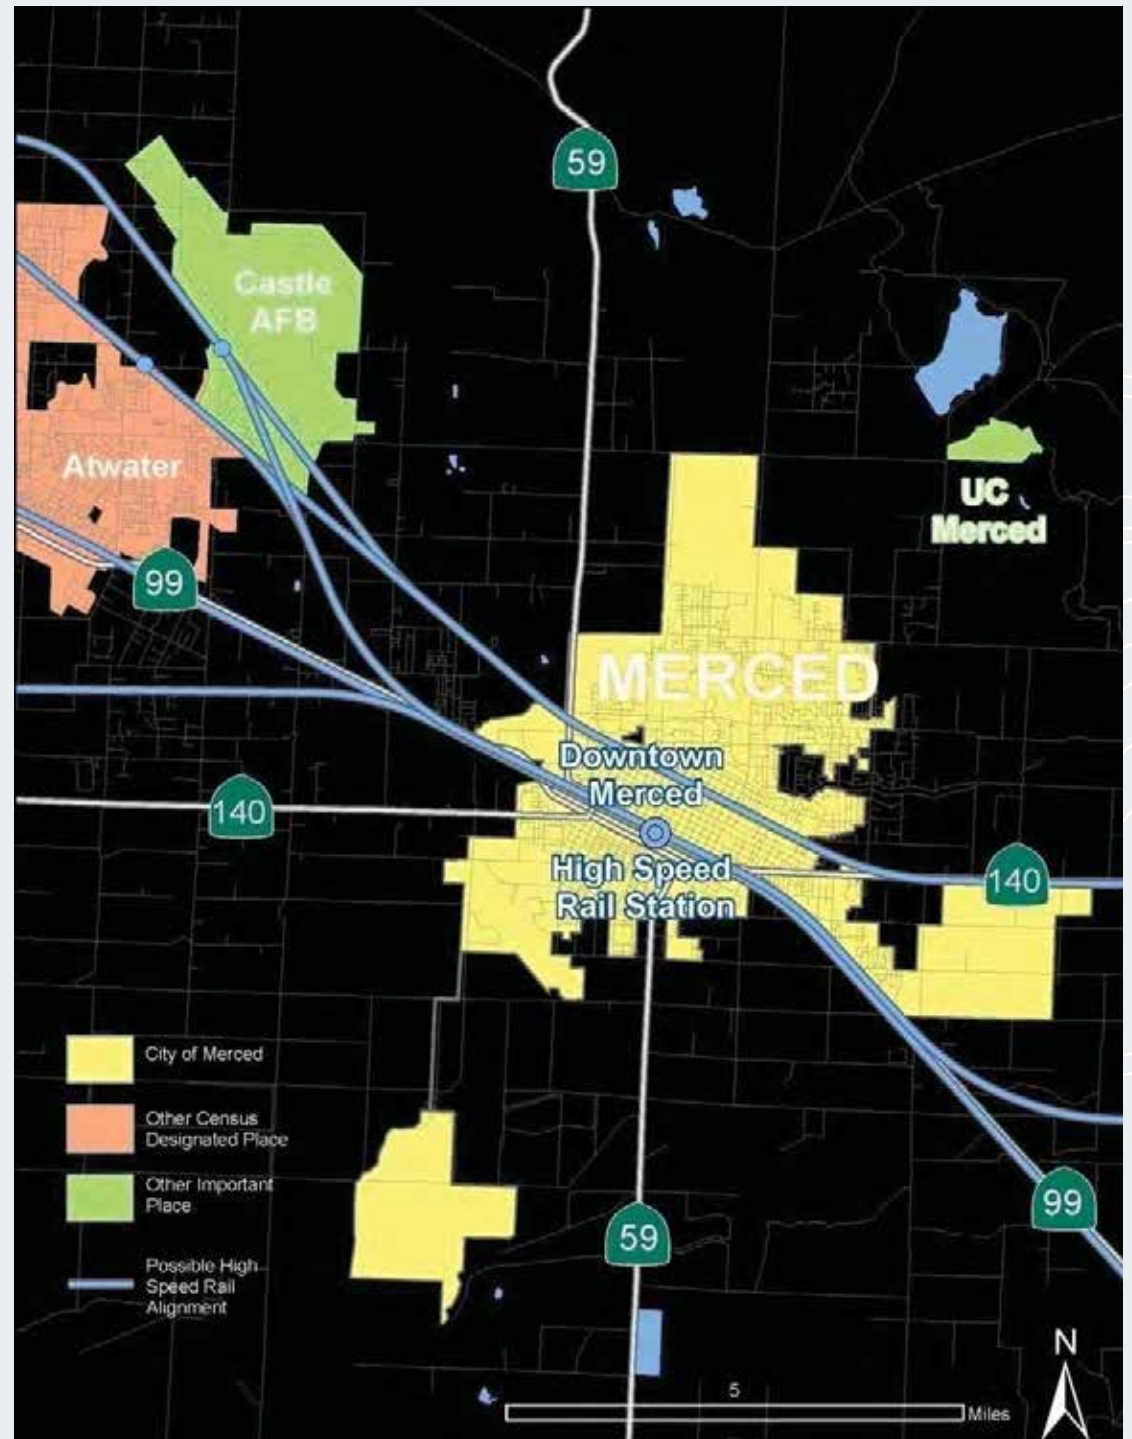 59
Castle
AFB
Atwater
UC
Merced
99
MERCED
Downtown
Merced
140
High Speed
Rail Station
140
City of Merced
Other Census
Designated Place
Other Important
Place
Possible High
Speed Rail
Alignment
99
59
N
5
Miles